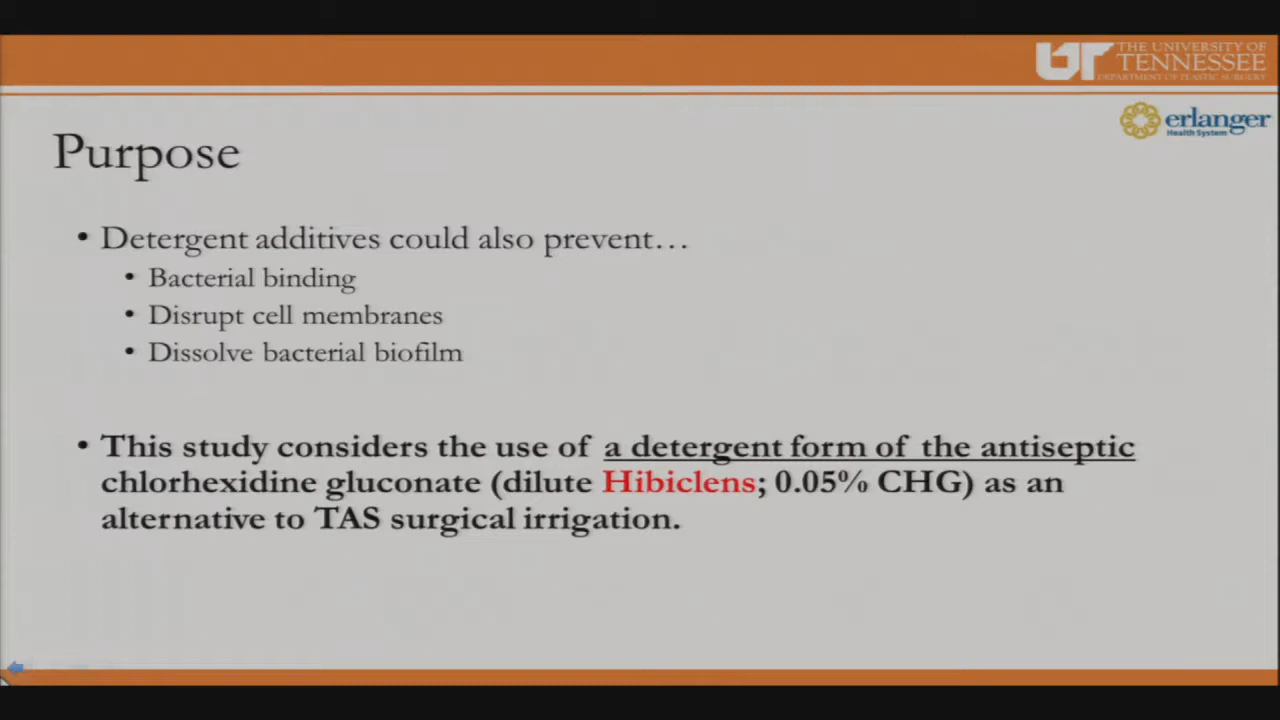 UT THE UNIVERSITY OF
TENNESSEE
DEPARTMENT OF PLASTIC SURGERY
erlanger
Health System
Purpose
• Detergent additives could also prevent…
• Bacterial binding
• Disrupt cell membranes
• Dissolve bacterial biofilm
• This study considers the use of a detergent form of the antiseptic
chlorhexidine gluconate (dilute Hibiclens; 0.05% CHG) as an
alternative to TAS surgical irrigation.